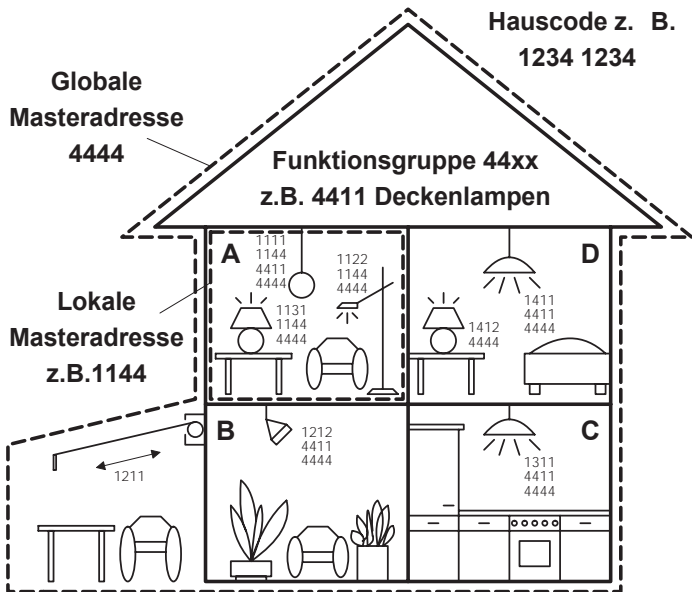 Hauscode z. B.
1234 1234
Globale
Masteradresse
4444
Funktionsgruppe 44xx
z.B. 4411 Deckenlampen
A
1111
1144
4411
4444
1122
1144
4444
1131
1144
4444
D
1411
4411
4444
1412
4444
Lokale
Masteradresse
z.B.1144
B
1212
4411
4444
C
1311
4411
4444
1211